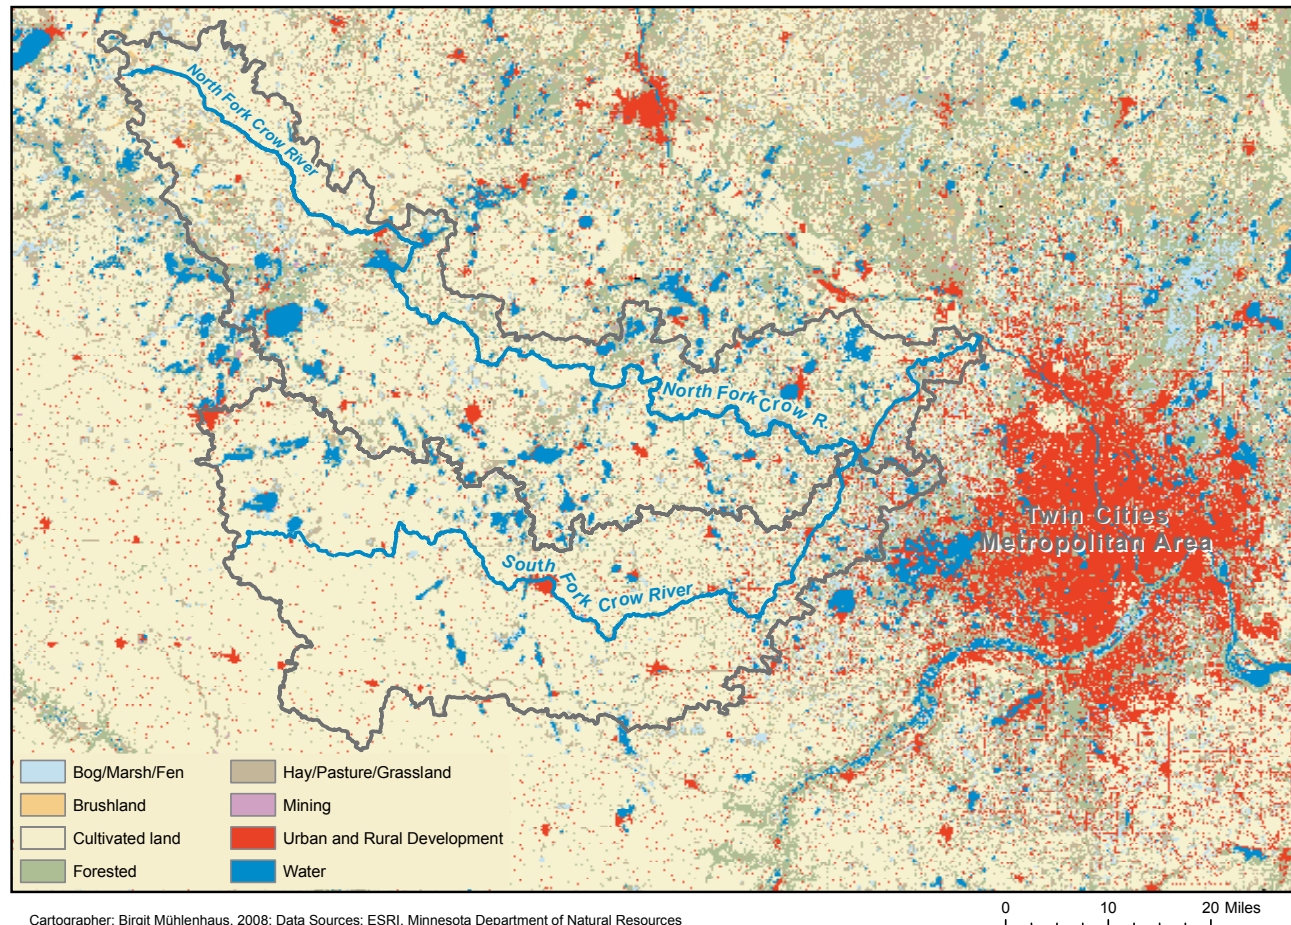 North Fork Crow River
North Fork Crow R.
South Fork Crow River
Twin Cities
Metropolitan Area
Bog/Marsh/Fen
Brushland
Cultivated land
Forested
Hay/Pasture/Grassland
Mining
Urban and Rural Development
Water
Cartographer: Birgit Mühlenhaus, 2008; Data Sources: ESRI, Minnesota Department of Natural Resources
0 10 20 Miles